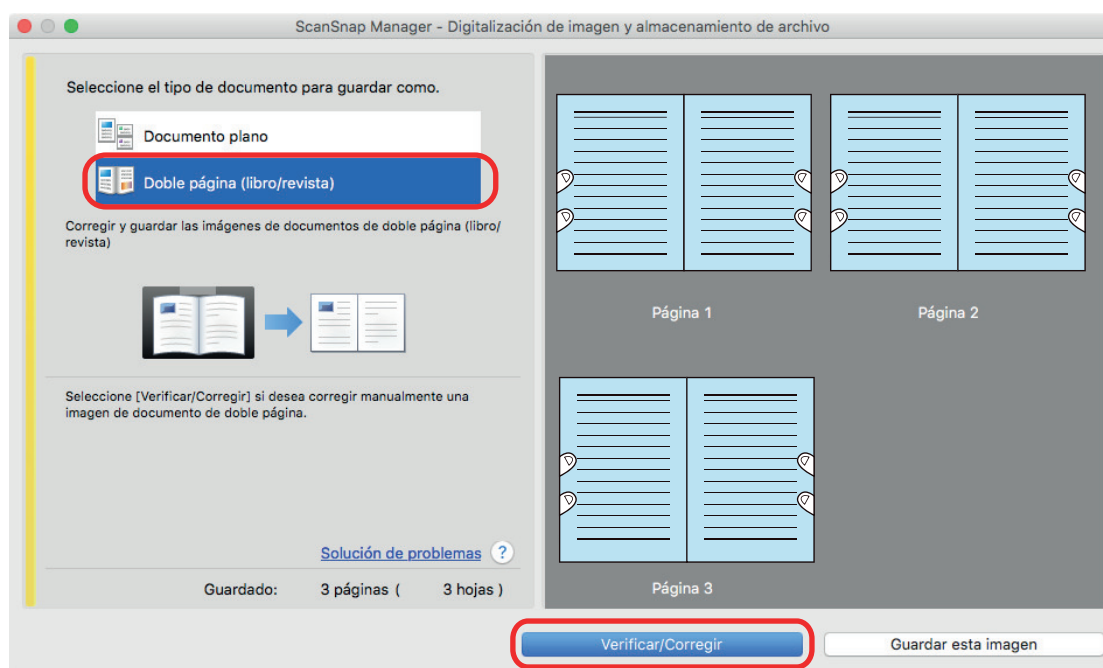 ScanSnap Manager - Digitalización de imagen y almacenamiento de archivo
Seleccione el tipo de documento para guardar como.
Documento plano
Doble página (libro/revista)
Corregir y guardar las imágenes de documentos de doble página (libro/
revista)
Seleccione [Verificar/Corregir] si desea corregir manualmente una
imagen de documento de doble página.
Solución de problemas ?
Guardado: 3 páginas ( 3 hojas )
Página 1
Página 2
Página 3
Verificar/Corregir
Guardar esta imagen